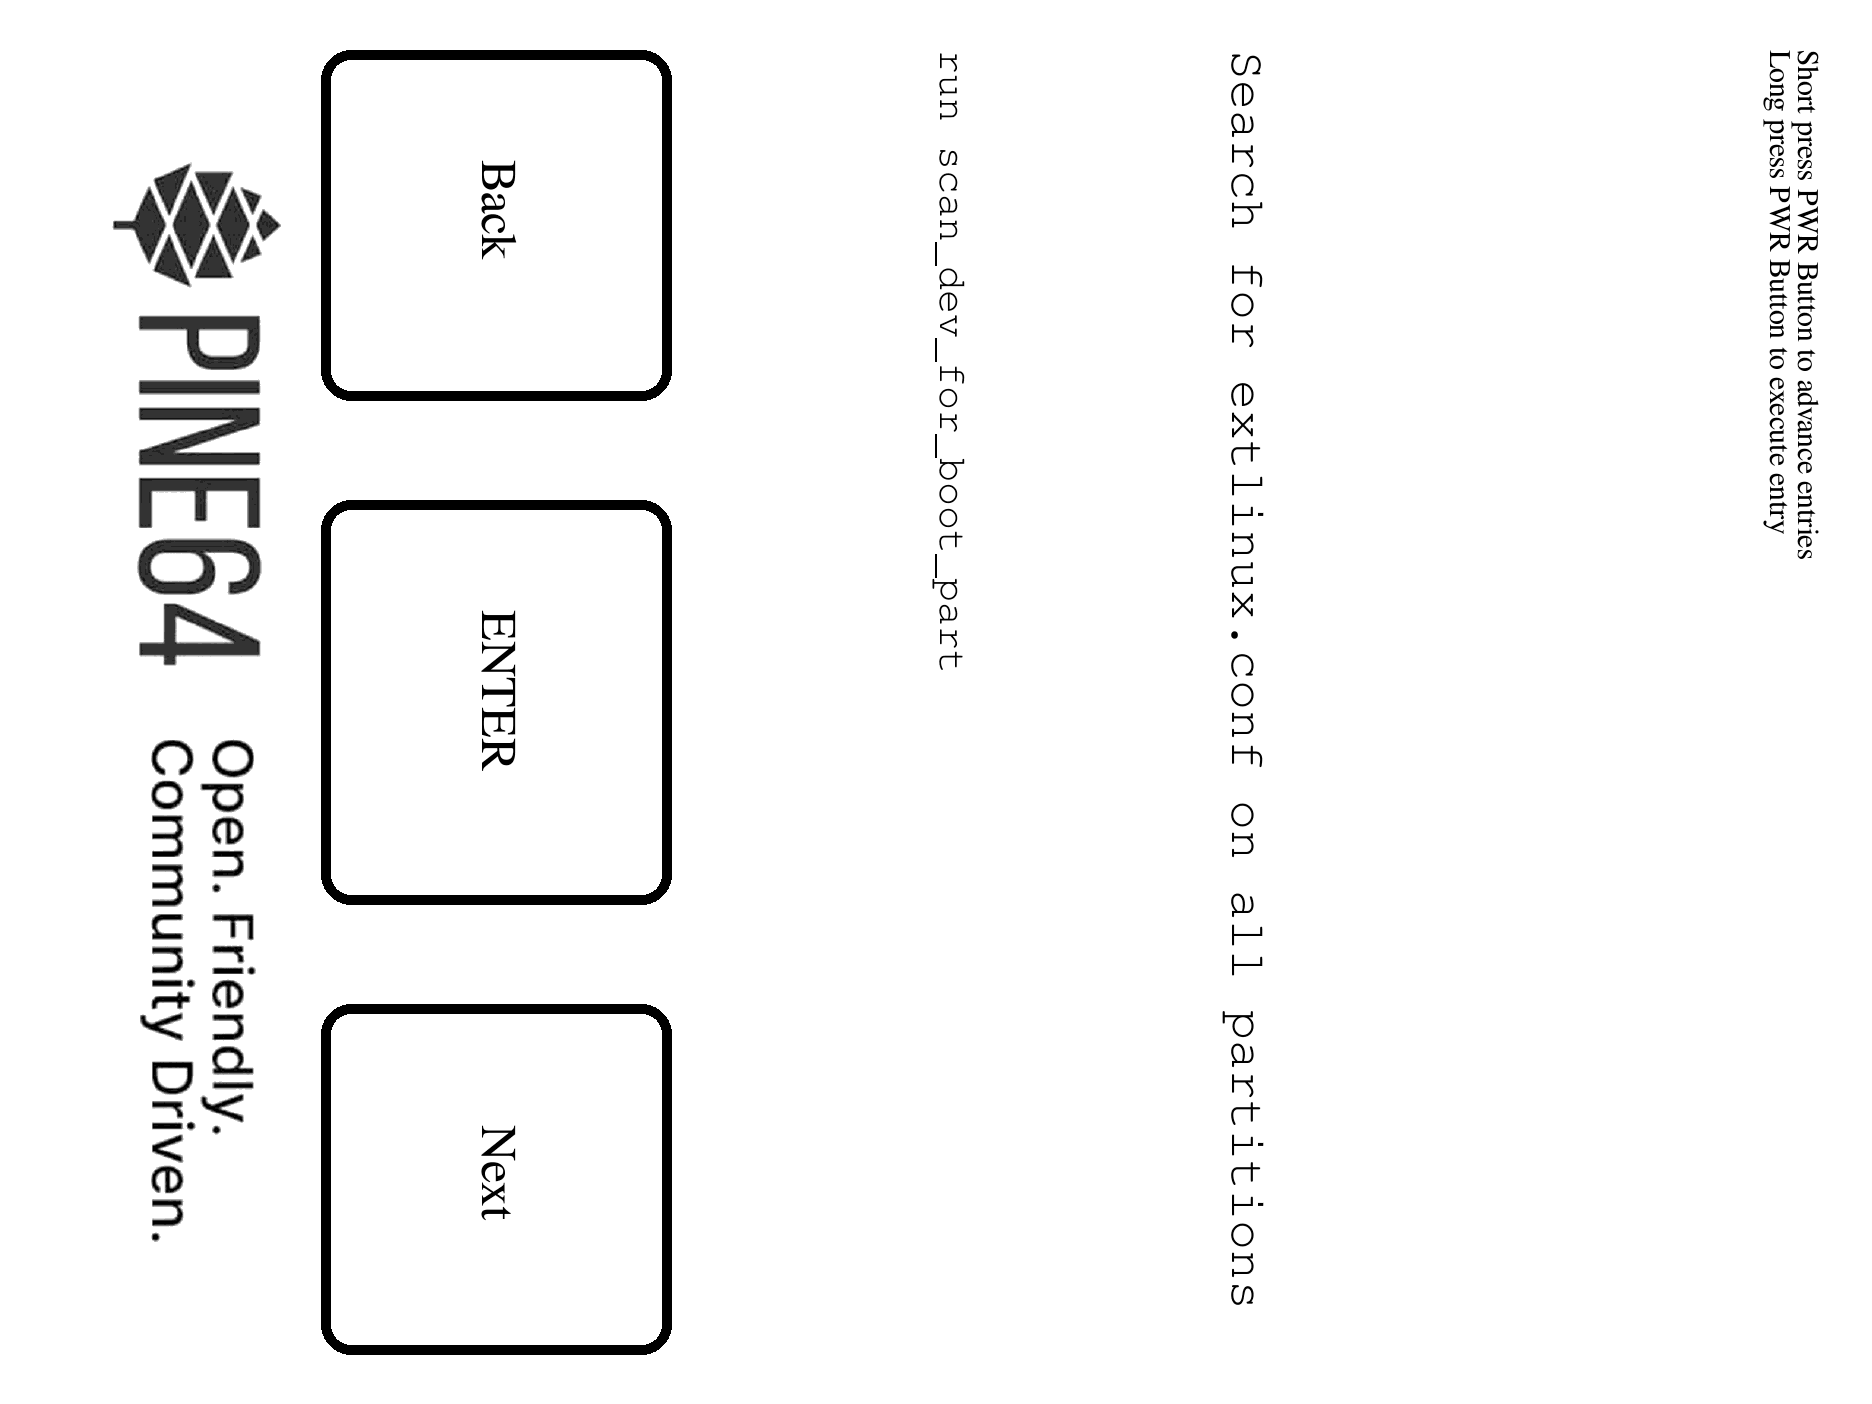 Short press PWR Button to advance entries
Long press PWR Button to execute entry
Search for extlinux.conf on all partitions
run scan_dev_for_boot_part
Back
ENTER
Next
PINE64
Open. Friendly.
Community Driven.